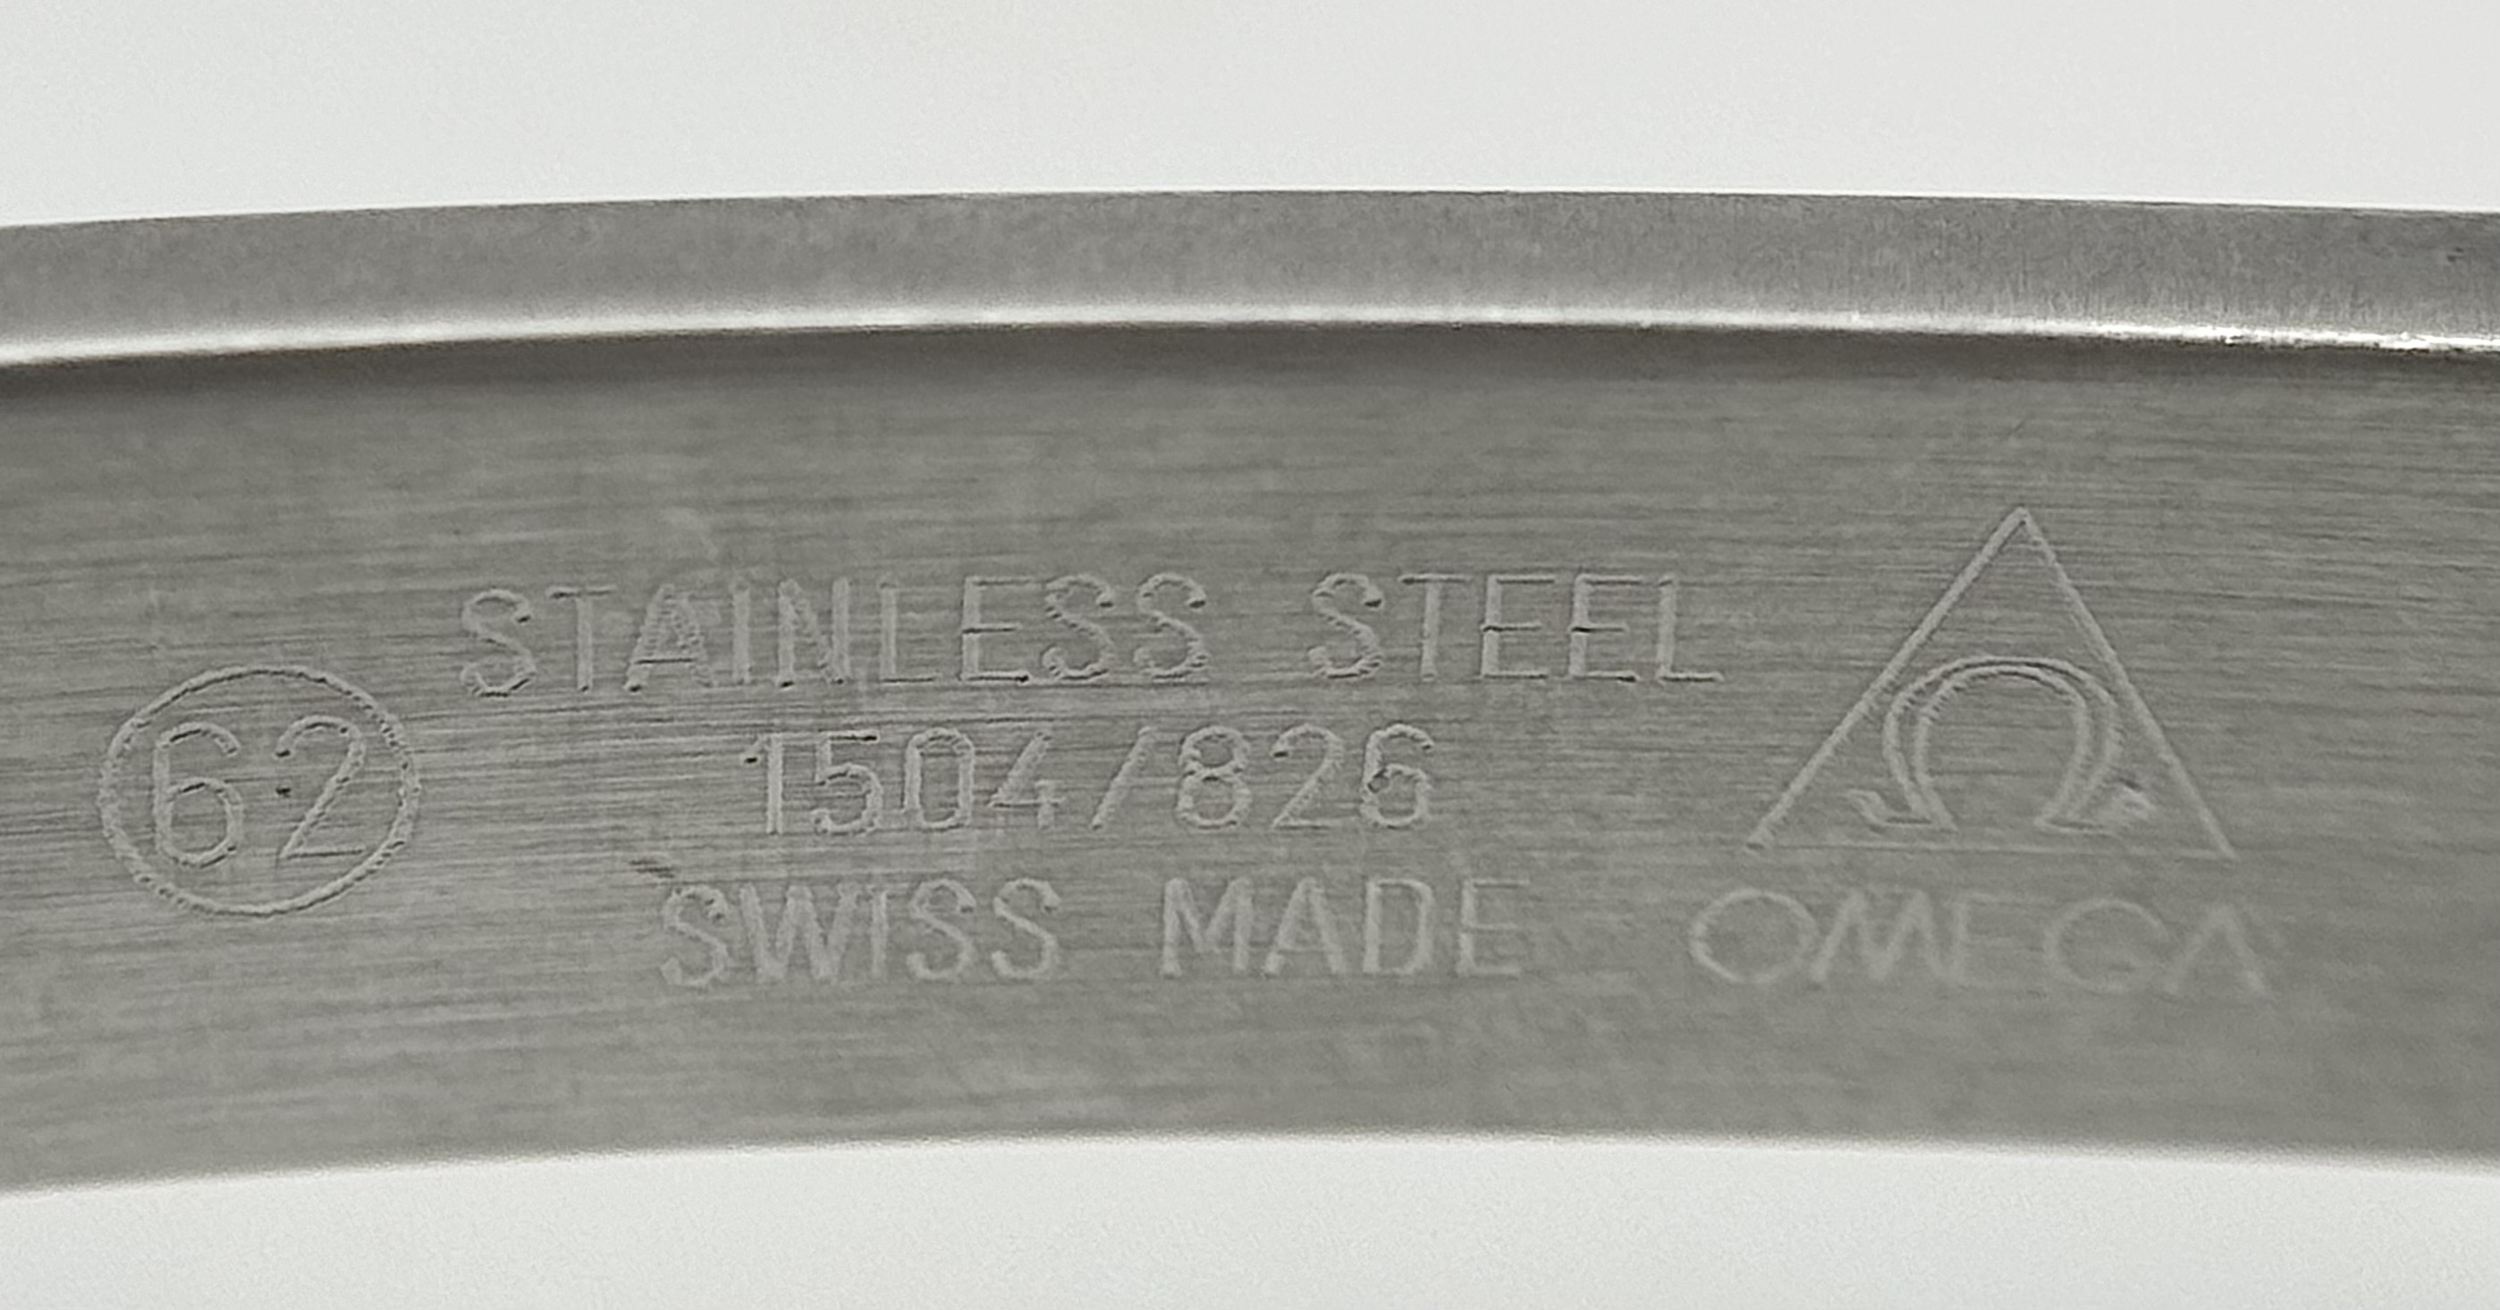 STAINLESS STEEL
62 1504/826 Ω
SWISS MADE OMEGA